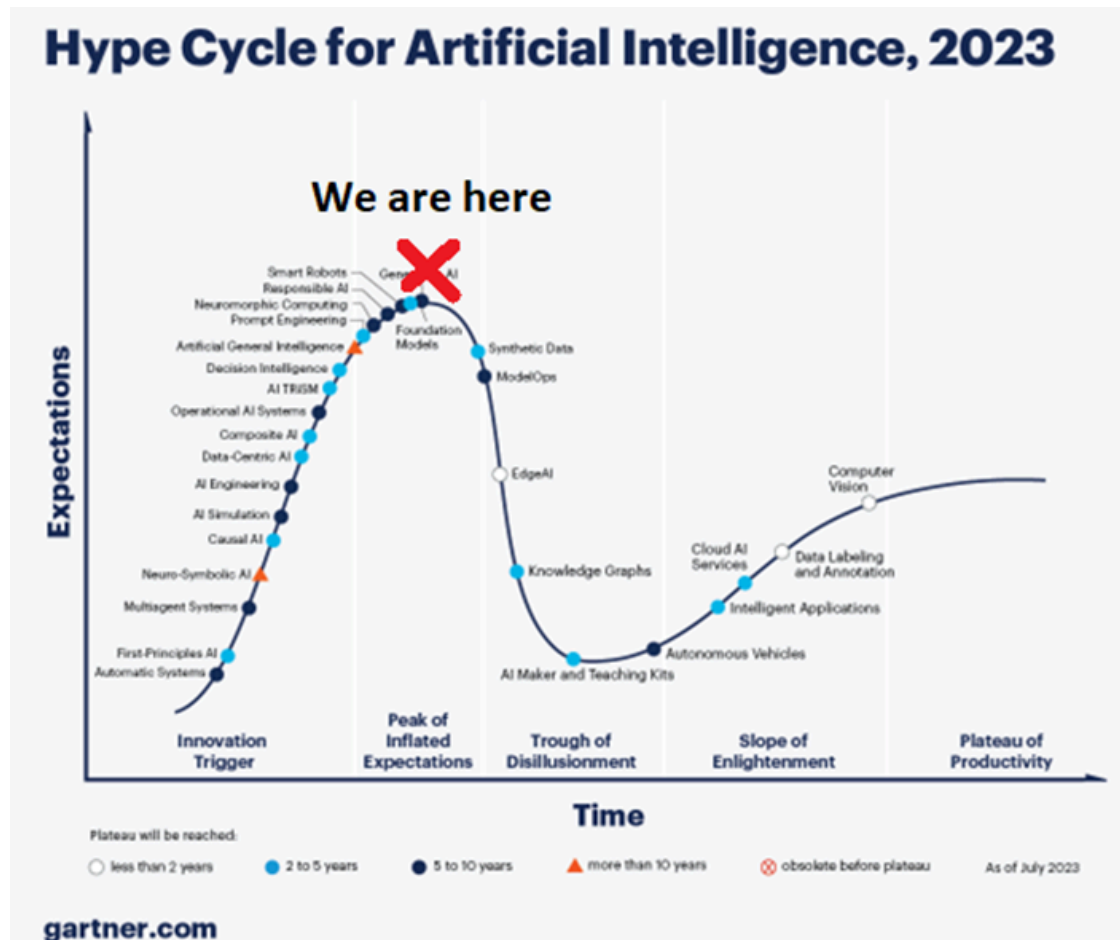 Hype Cycle for Artificial Intelligence, 2023
We are here
Smart Robots
Responsible AI
Neuromorphic Computing
Prompt Engineering
Artificial General Intelligence
Decision Intelligence
AI TRiSM
Operational AI Systems
Composite AI
Data-Centric AI
AI Engineering
AI Simulation
Causal AI
Neuro-Symbolic AI
Multiagent Systems
First-Principles AI
Automatic Systems
AI
Foundation
Models
Synthetic Data
ModelOps
EdgeAI
Knowledge Graphs
AI Maker and Teaching Kits
Autonomous Vehicles
Intelligent Applications
Cloud AI
Services
Data Labeling
and Annotation
Computer
Vision
Expectations
Innovation
Trigger
Peak of
Inflated
Expectations
Trough of
Disillusionment
Slope of
Enlightenment
Plateau of
Productivity
Time
Plateau will be reached:
less than 2 years
2 to 5 years
5 to 10 years
more than 10 years
obsolete before plateau
As of July 2023
gartner.com